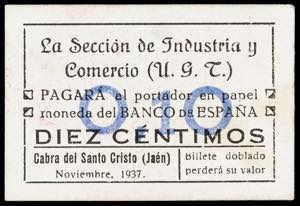 La Sección de Industria y
Comercio (U. G. T.)
PAGARÁ al portador en papel
moneda del BANCO DE ESPAÑA
0,10
DIEZ CÉNTIMOS
Cabra del Santo Cristo (Jaén)
Noviembre, 1937.
Billete doblado
perderá su valor